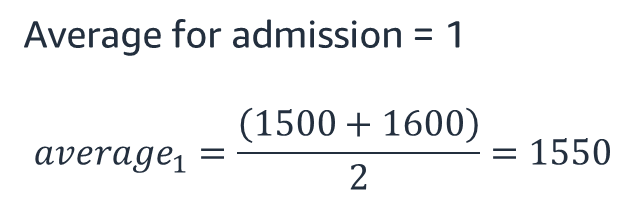 Average for admission = 1
average₁ = (1500 + 1600) / 2 = 1550